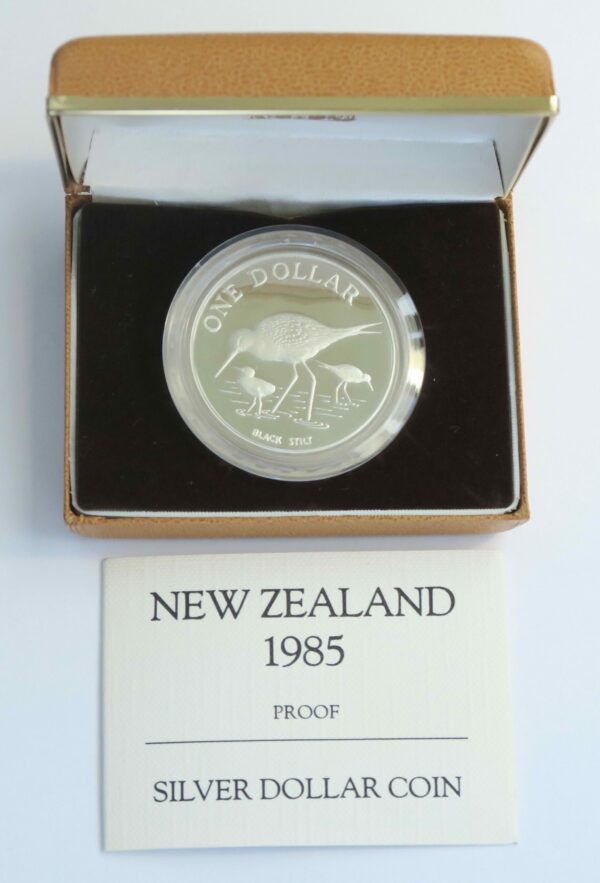 ONE DOLLAR
BLACK STILT
NEW ZEALAND
1985
PROOF
SILVER DOLLAR COIN